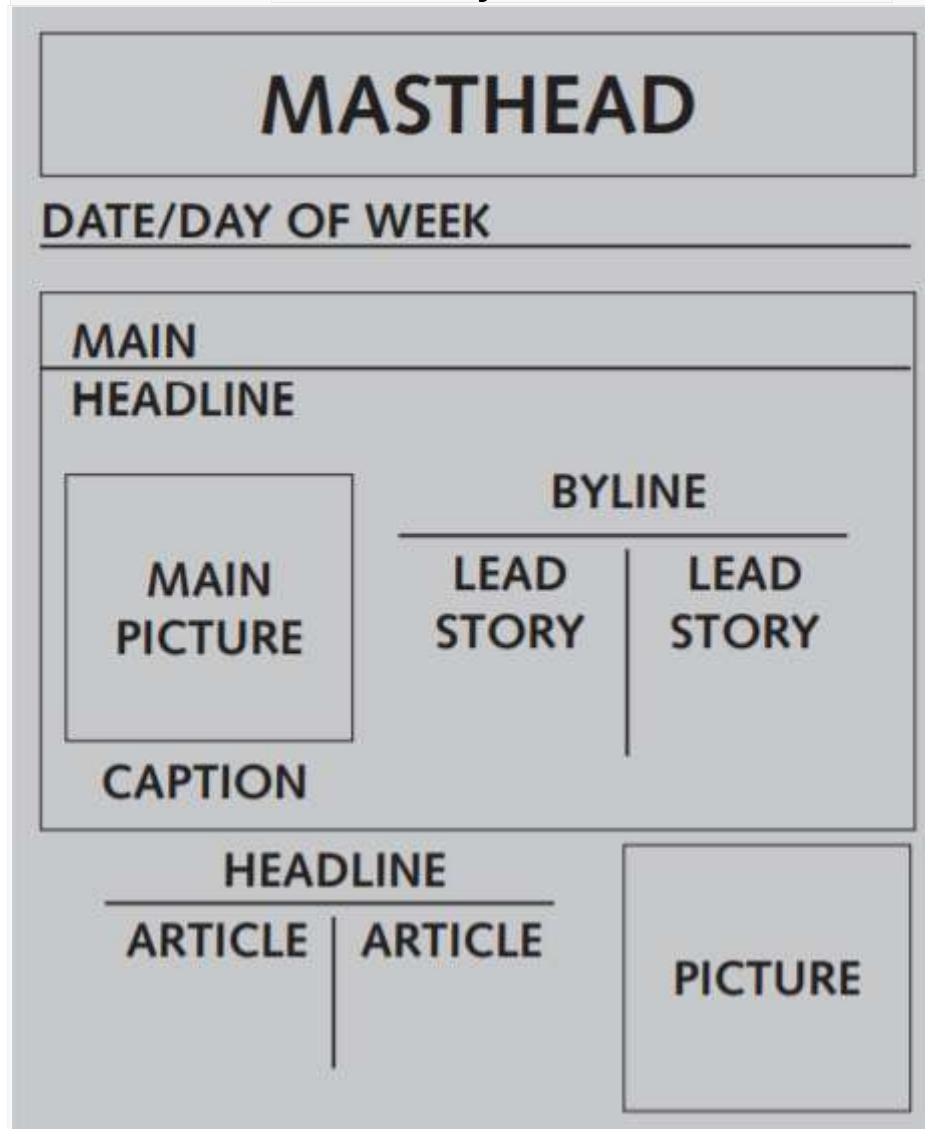 MASTHEAD
DATE/DAY OF WEEK
MAIN
HEADLINE
MAIN
PICTURE
CAPTION
BYLINE
LEAD
STORY
LEAD
STORY
HEADLINE
ARTICLE
ARTICLE
PICTURE